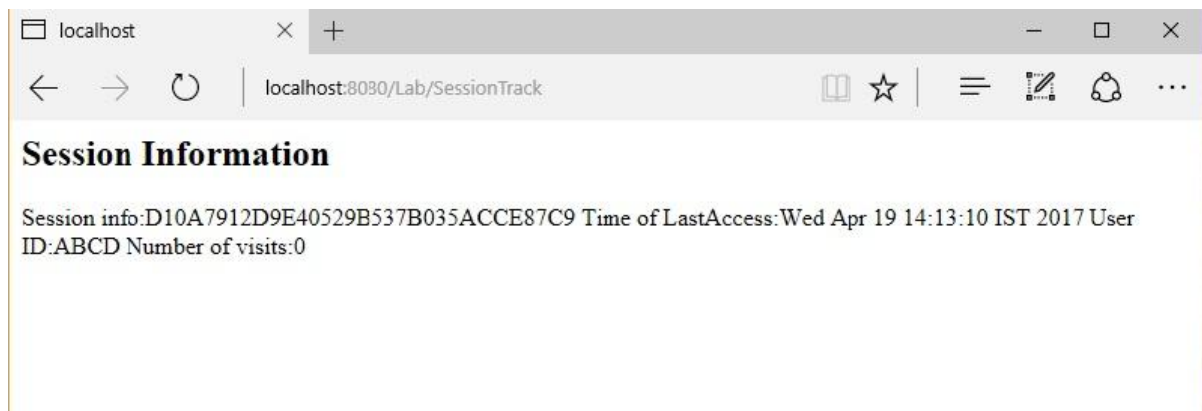 localhost
localhost:8080/Lab/SessionTrack
Session Information
Session info:D10A7912D9E40529B537B035ACCE87C9 Time of LastAccess:Wed Apr 19 14:13:10 IST 2017 User
ID:ABCD Number of visits:0